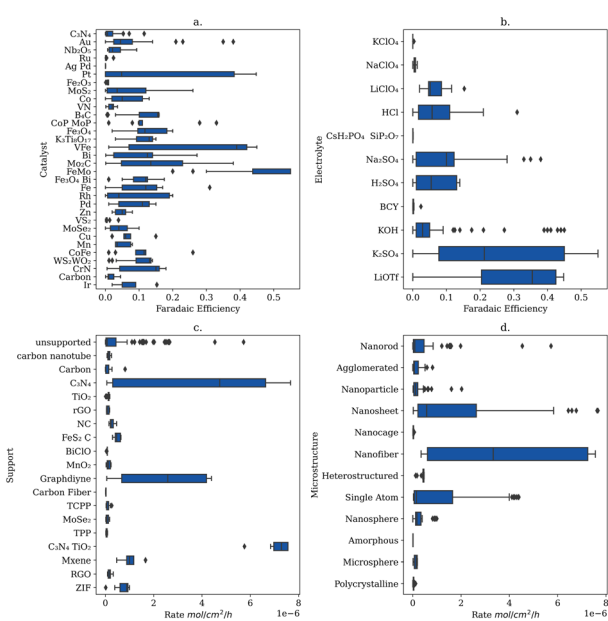 a.
Catalyst
C₃N₄
Au
Nb₂O₅
Ru
Ag Pd
Pt
Fe₂O₃
MoS₂
Co
VN
B₄C
CoP MoP
Fe₃O₄
K₃Ti₈O₁₇
VFe
Bi
Mo₂C
FeMo
Fe₃O₄ Bi
Fe
Rh
Pd
Zn
VS₂
MoSe₂
Cu
Mn
CoFe
WS₂WO₂
CrN
Carbon
Ir
0.0 0.1 0.2 0.3 0.4 0.5
Faradaic Efficiency
b.
Electrolyte
KClO₄
NaClO₄
LiClO₄
HCl
CsH₂PO₄ SiP₂O₇
Na₂SO₄
H₂SO₄
BCY
KOH
K₂SO₄
LiOTf
0.0 0.1 0.2 0.3 0.4 0.5
Faradaic Efficiency
c.
Support
unsupported
carbon nanotube
Carbon
C₃N₄
TiO₂
rGO
NC
FeS₂ C
BiClO
MnO₂
Graphdiyne
Carbon Fiber
TCPP
MoSe₂
TPP
C₃N₄ TiO₂
Mxene
RGO
ZIF
0 2 4 6 8
Rate mol/cm²/h
1e−6
d.
Microstructure
Nanorod
Agglomerated
Nanoparticle
Nanosheet
Nanocage
Nanofiber
Heterostructured
Single Atom
Nanosphere
Amorphous
Microsphere
Polycrystalline
0 2 4 6 8
Rate mol/cm²/h
1e−6